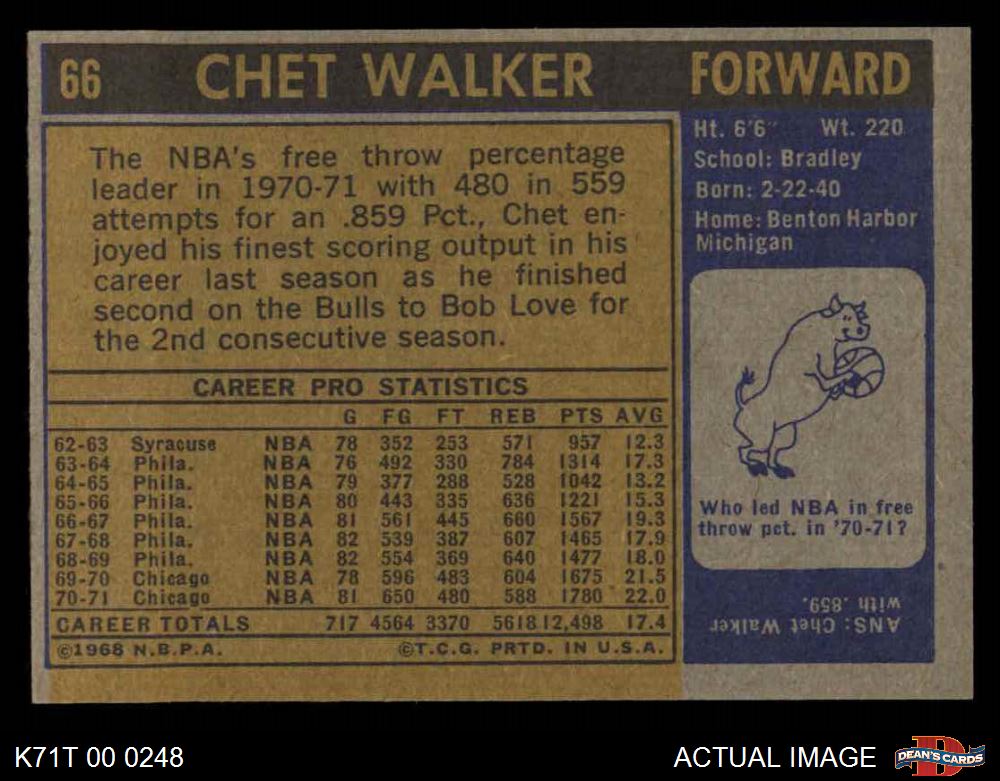 66 CHET WALKER FORWARD
The NBA's free throw percentage
leader in 1970-71 with 480 in 559
attempts for an .859 Pct., Chet en-
joyed his finest scoring output in his
career last season as he finished
second on the Bulls to Bob Love for
the 2nd consecutive season.
CAREER PRO STATISTICS
G FG FT REB PTS AVG
62-63 Syracuse NBA 78 352 253 571 957 12.3
63-64 Phila. NBA 76 492 330 784 1314 17.3
64-65 Phila. NBA 79 377 288 528 1042 13.2
65-66 Phila. NBA 80 443 335 636 1221 15.3
66-67 Phila. NBA 81 561 445 660 1567 19.3
67-68 Phila. NBA 82 539 387 607 1465 17.9
68-69 Phila. NBA 82 554 369 640 1477 18.0
69-70 Chicago NBA 78 596 483 604 1675 21.5
70-71 Chicago NBA 81 650 480 588 1780 22.0
CAREER TOTALS 717 4564 3370 5618 12,498 17.4
©1968 N.B.P.A. ©T.C.G. PRTD. IN U.S.A.
Ht. 6'6" Wt. 220
School: Bradley
Born: 2-22-40
Home: Benton Harbor
Michigan
Who led NBA in free
throw pct. in '70-71?
ANS: Chet Walker
with .859.
K71T 00 0248
ACTUAL IMAGE
D
DEAN'S CARDS